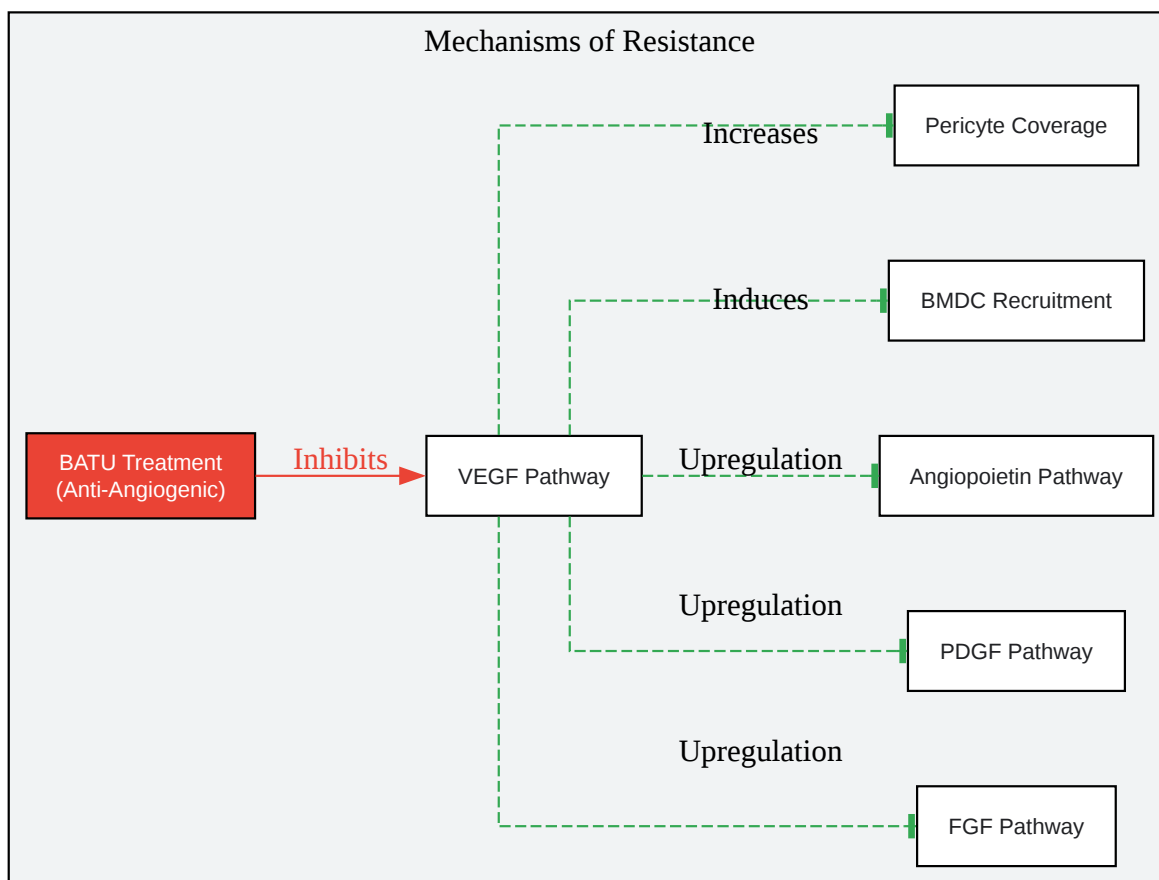 Mechanisms of Resistance
Increases
Pericyte Coverage
Induces
BMDC Recruitment
BATU Treatment
(Anti-Angiogenic)
Inhibits
VEGF Pathway
Upregulation
Angiopoietin Pathway
Upregulation
PDGF Pathway
Upregulation
FGF Pathway